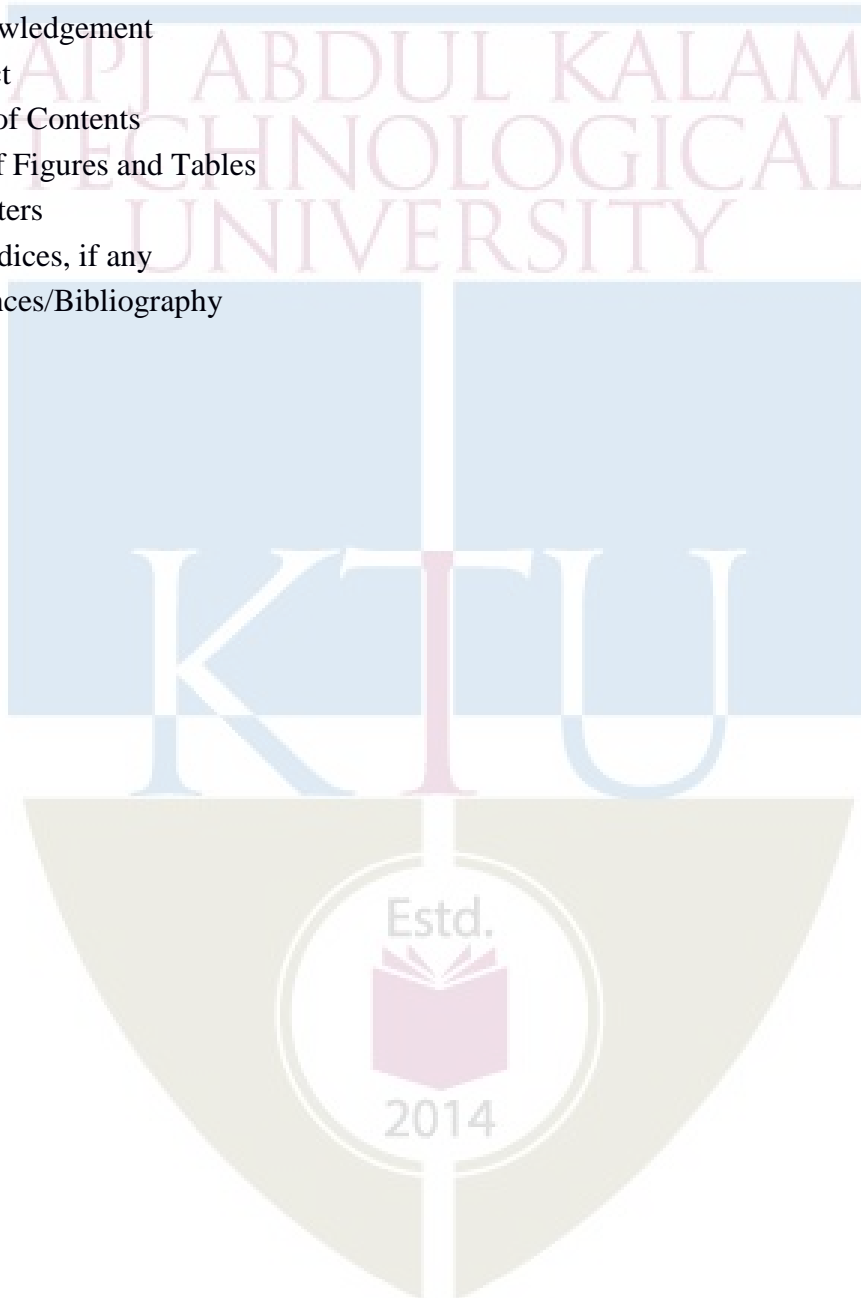 wledgement
ct
of Contents
f Figures and Tables
ters
dices, if any
nces/Bibliography
APJ ABDUL KALAM
TECHNOLOGICAL
UNIVERSITY
KTU
Estd.
2014